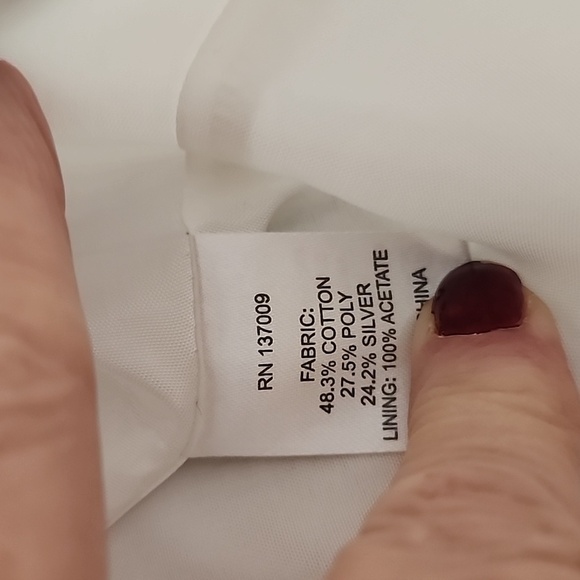 RN 137009
FABRIC:
48.3% COTTON
27.5% POLY
24.2% SILVER
LINING: 100% ACETATE